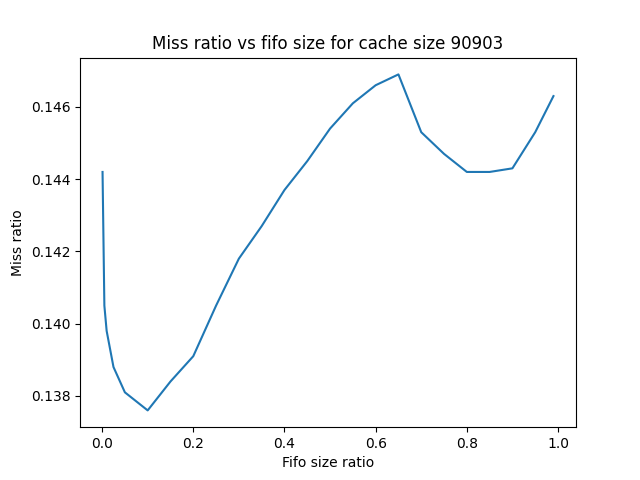 Miss ratio vs fifo size for cache size 90903
Miss ratio
0.146
0.144
0.142
0.140
0.138
0.0 0.2 0.4 0.6 0.8 1.0
Fifo size ratio